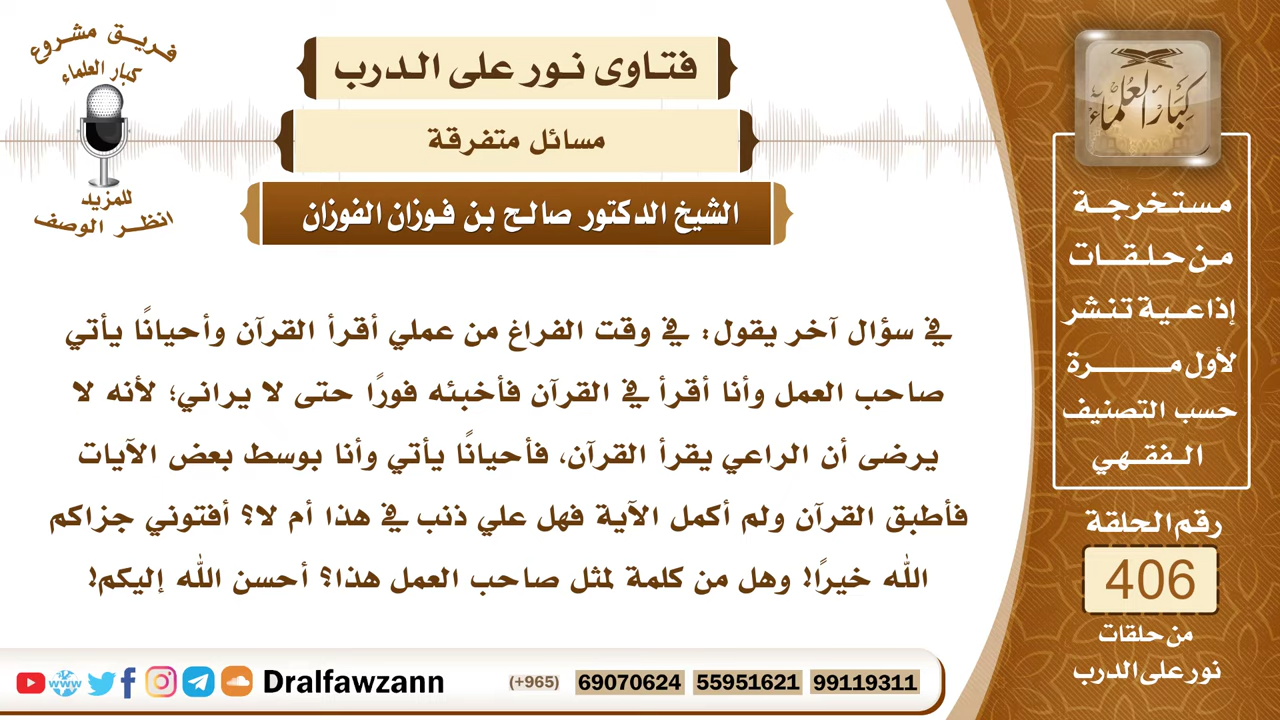 فريق مشروع
كبار العلماء
للمزيد
انظر الوصف
فتاوى نور على الدرب
مسائل متفرقة
الشيخ الدكتور صالح بن فوزان الفوزان
في سؤال آخر يقول: في وقت الفراغ من عملي أقرأ القرآن وأحيانًا يأتي
صاحب العمل وأنا أقرأ في القرآن فأخبئه فورًا حتى لا يراني؛ لأنه لا
يرضى أن الراعي يقرأ القرآن، فأحيانًا يأتي وأنا بوسط بعض الآيات
فأطبق القرآن ولم أكمل الآية فهل علي ذنب في هذا أم لا؟ أفتوني جزاكم
الله خيرًا! وهل من كلمة لمثل صاحب العمل هذا؟ أحسن الله إليكم!
كبار العلماء
مستخرجة
من حلقات
إذاعية تنشر
لأول مرة
حسب التصنيف
الفقهي
رقم الحلقة
406
من حلقات
نور على الدرب
www Dralfawzann (+965) 69070624 55951621 99119311